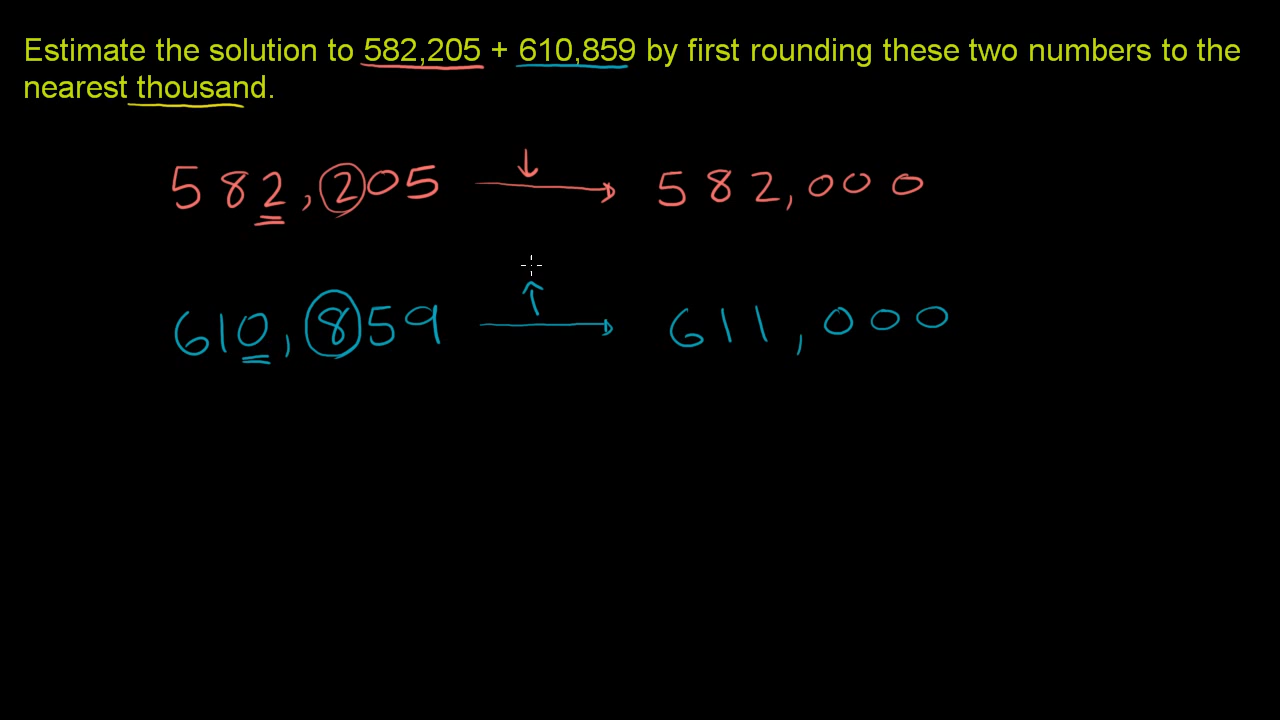 Estimate the solution to 582,205 + 610,859 by first rounding these two numbers to the
nearest thousand.
582,205 → 582,000
610,859 → 611,000